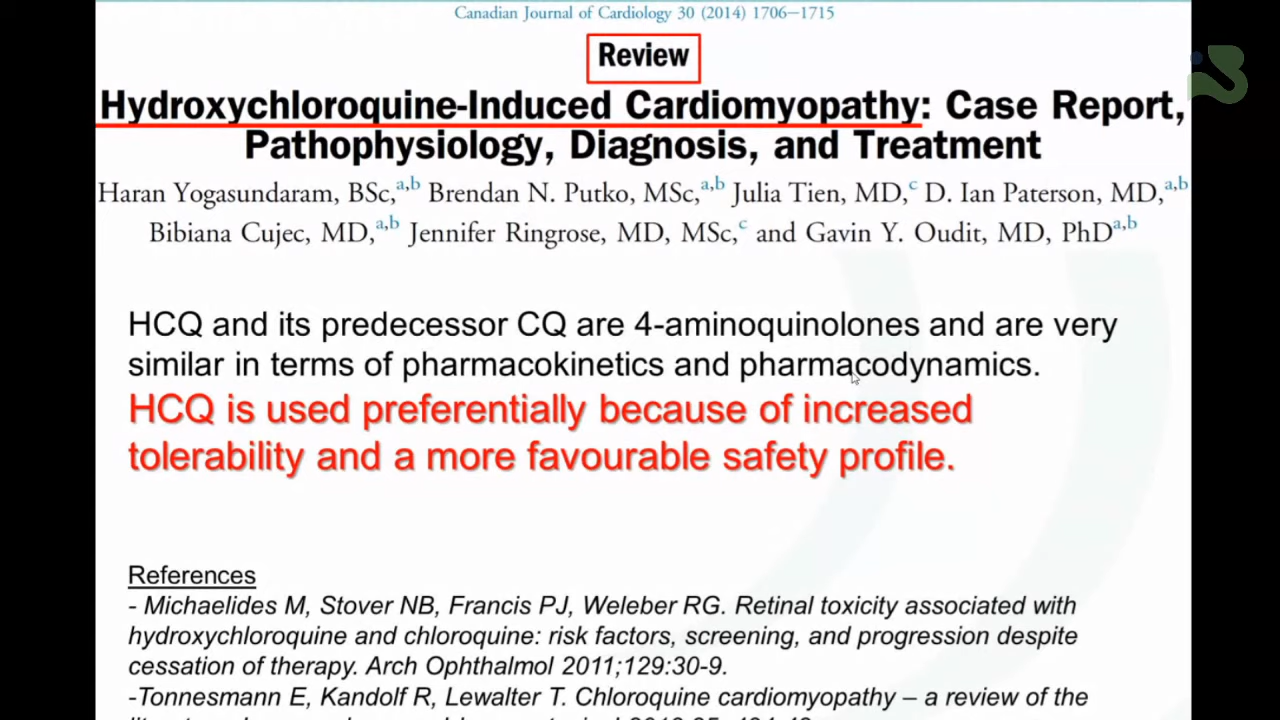 Canadian Journal of Cardiology 30 (2014) 1706–1715
Review
Hydroxychloroquine-Induced Cardiomyopathy: Case Report,
Pathophysiology, Diagnosis, and Treatment
Haran Yogasundaram, BSc,a,b Brendan N. Putko, MSc,a,b Julia Tien, MD,c D. Ian Paterson, MD,a,b
Bibiana Cujec, MD,a,b Jennifer Ringrose, MD, MSc,c and Gavin Y. Oudit, MD, PhDa,b
HCQ and its predecessor CQ are 4-aminoquinolones and are very
similar in terms of pharmacokinetics and pharmacodynamics.
HCQ is used preferentially because of increased
tolerability and a more favourable safety profile.
References
- Michaelides M, Stover NB, Francis PJ, Weleber RG. Retinal toxicity associated with
hydroxychloroquine and chloroquine: risk factors, screening, and progression despite
cessation of therapy. Arch Ophthalmol 2011;129:30-9.
-Tonnesmann E, Kandolf R, Lewalter T. Chloroquine cardiomyopathy – a review of the